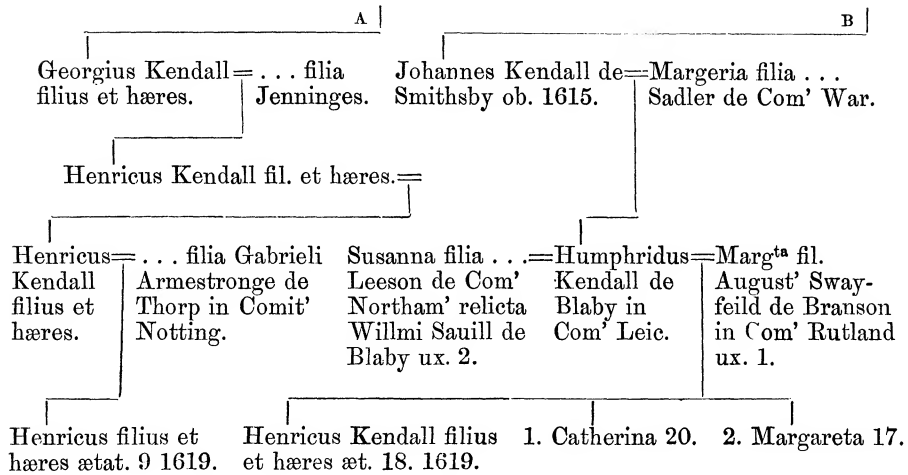 A
B
Georgius Kendall = . . . filia
filius et hæres. Jenninges.
Johannes Kendall de = Margeria filia . . .
Smithsby ob. 1615. Sadler de Com' War.
Henricus Kendall fil. et hæres. =
Henricus = . . . filia Gabrieli
Kendall Armestronge de
filius et Thorp in Comit'
hæres. Notting.
Susanna filia . . . = Humphridus = Margᵗᵃ fil.
Leeson de Com' Kendall de August' Sway-
Northam' relicta Blaby in feild de Branson
Willmi Sauill de Com' Leic. in Com' Rutland
Blaby ux. 2. ux. 1.
Henricus filius et
hæres ætat. 9 1619.
Henricus Kendall filius
et hæres æt. 18. 1619.
1. Catherina 20.
2. Margareta 17.